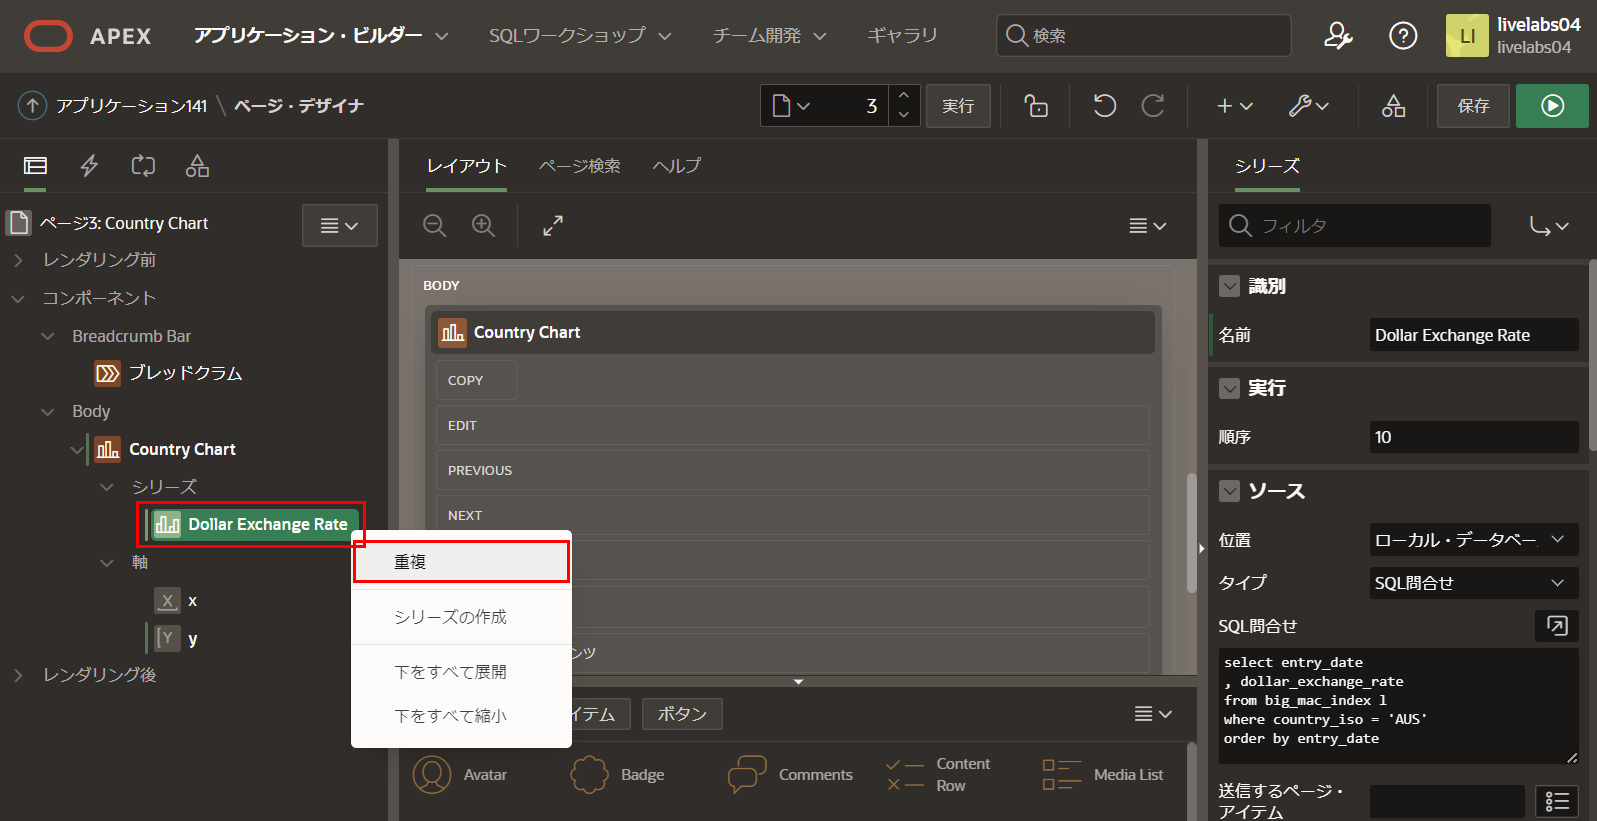 APEX
アプリケーション・ビルダー
SQLワークショップ
チーム開発
ギャラリ
検索
LI
livelabs04
livelabs04
アプリケーション141 \ ページ・デザイナ
3
実行
保存
ページ3: Country Chart
レンダリング前
コンポーネント
Breadcrumb Bar
ブレッドクラム
Body
Country Chart
シリーズ
Dollar Exchange Rate
軸
X x
Y y
レンダリング後
重複
シリーズの作成
下をすべて展開
下をすべて縮小
レイアウト
ページ検索
ヘルプ
BODY
Country Chart
COPY
EDIT
PREVIOUS
NEXT
ンツ
イテム
ボタン
Avatar
Badge
Comments
Content
Row
Media List
シリーズ
フィルタ
識別
名前
Dollar Exchange Rate
実行
順序
10
ソース
位置
ローカル・データベー
タイプ
SQL問合せ
SQL問合せ
select entry_date
, dollar_exchange_rate
from big_mac_index l
where country_iso = 'AUS'
order by entry_date
送信するページ・
アイテム